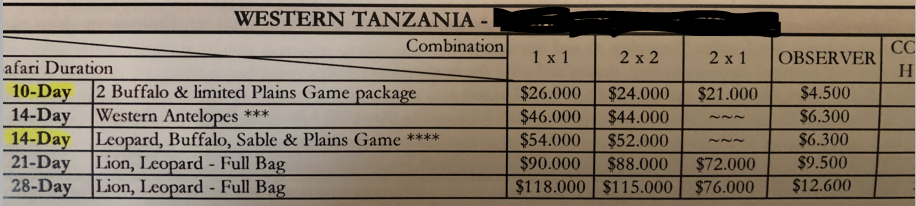 WESTERN TANZANIA -
Combination
1 x 1 2 x 2 2 x 1 OBSERVER CO
H
afari Duration
10-Day 2 Buffalo & limited Plains Game package $26.000 $24.000 $21.000 $4.500
14-Day Western Antelopes *** $46.000 $44.000 ~~~ $6.300
14-Day Leopard, Buffalo, Sable & Plains Game **** $54.000 $52.000 ~~~ $6.300
21-Day Lion, Leopard - Full Bag $90.000 $88.000 $72.000 $9.500
28-Day Lion, Leopard - Full Bag $118.000 $115.000 $76.000 $12.600